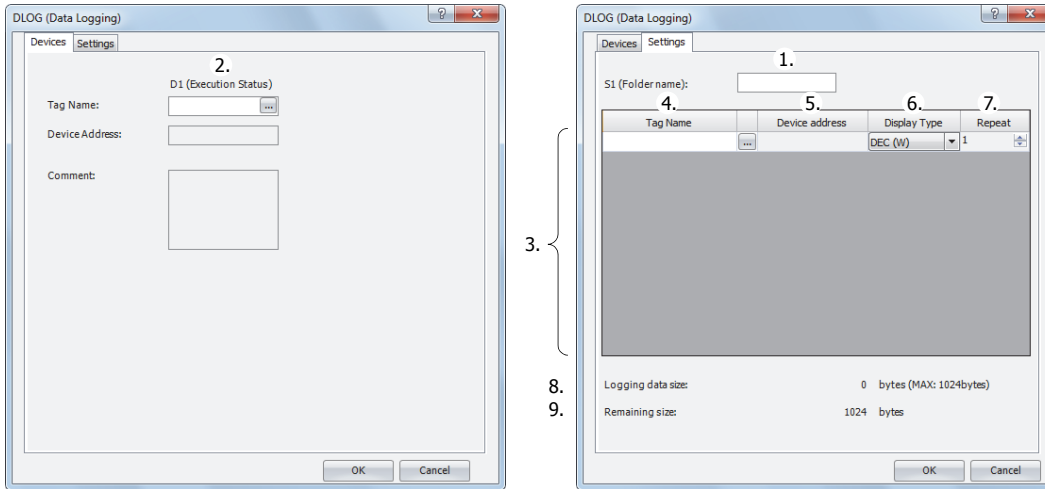 DLOG (Data Logging)
Devices Settings
2.
D1 (Execution Status)
Tag Name: ...
Device Address:
Comment:
OK Cancel
DLOG (Data Logging)
Devices Settings
1.
S1 (Folder name):
4. 5. 6. 7.
Tag Name Device address Display Type Repeat
... DEC (W) 1
3.
8. Logging data size: 0 bytes (MAX: 1024bytes)
9. Remaining size: 1024 bytes
OK Cancel